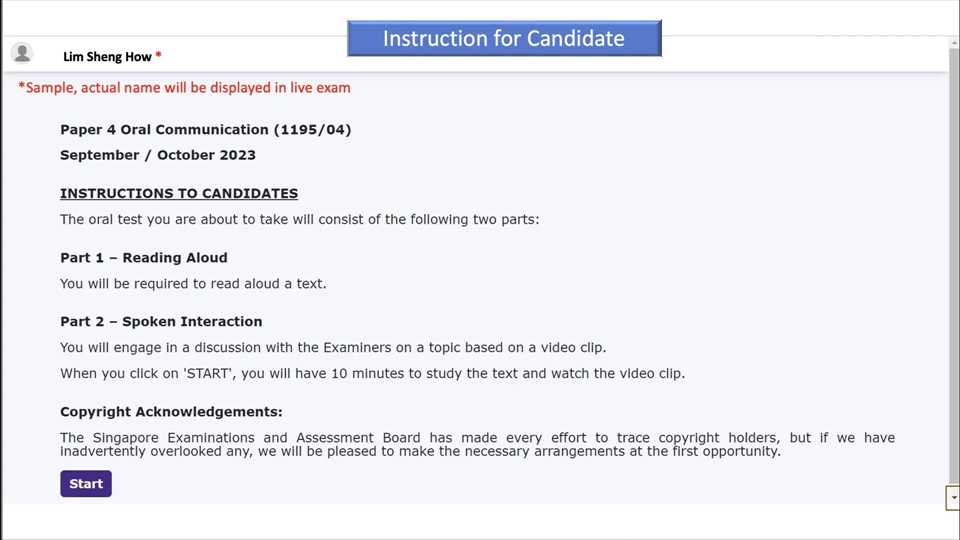 Instruction for Candidate
Lim Sheng How *
*Sample, actual name will be displayed in live exam
Paper 4 Oral Communication (1195/04)
September / October 2023
INSTRUCTIONS TO CANDIDATES
The oral test you are about to take will consist of the following two parts:
Part 1 – Reading Aloud
You will be required to read aloud a text.
Part 2 – Spoken Interaction
You will engage in a discussion with the Examiners on a topic based on a video clip.
When you click on 'START', you will have 10 minutes to study the text and watch the video clip.
Copyright Acknowledgements:
The Singapore Examinations and Assessment Board has made every effort to trace copyright holders, but if we have
inadvertently overlooked any, we will be pleased to make the necessary arrangements at the first opportunity.
Start